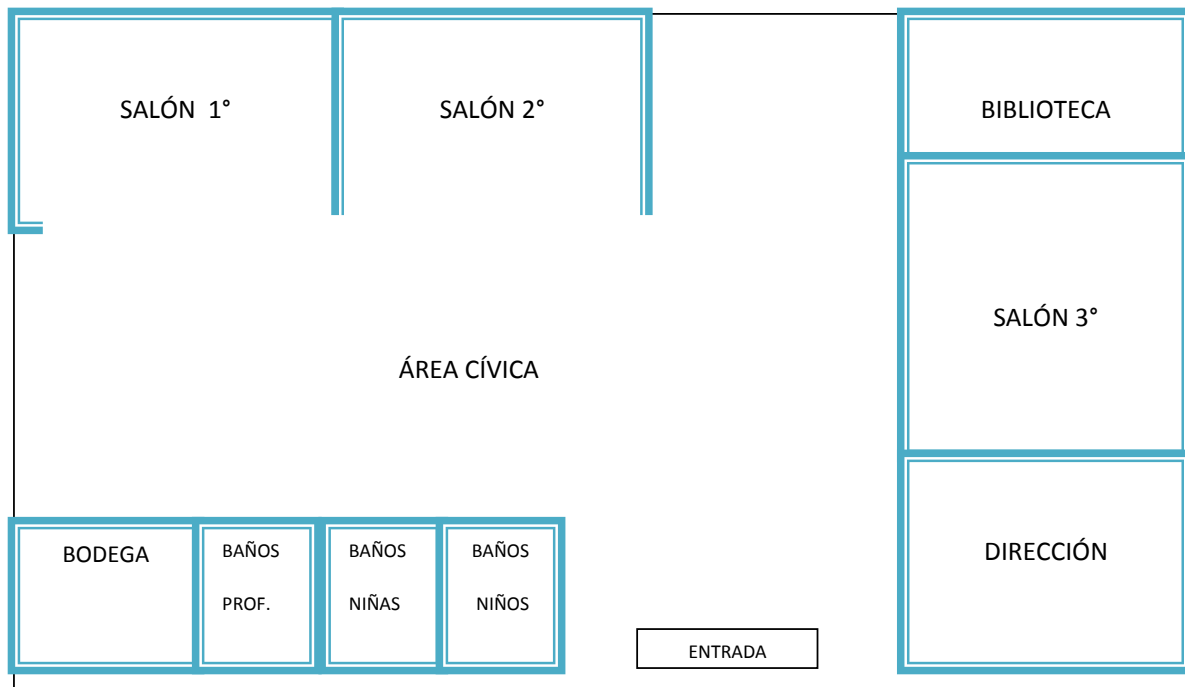 SALÓN 1°
SALÓN 2°
BIBLIOTECA
SALÓN 3°
ÁREA CÍVICA
BODEGA
BAÑOS
PROF.
BAÑOS
NIÑAS
BAÑOS
NIÑOS
DIRECCIÓN
ENTRADA